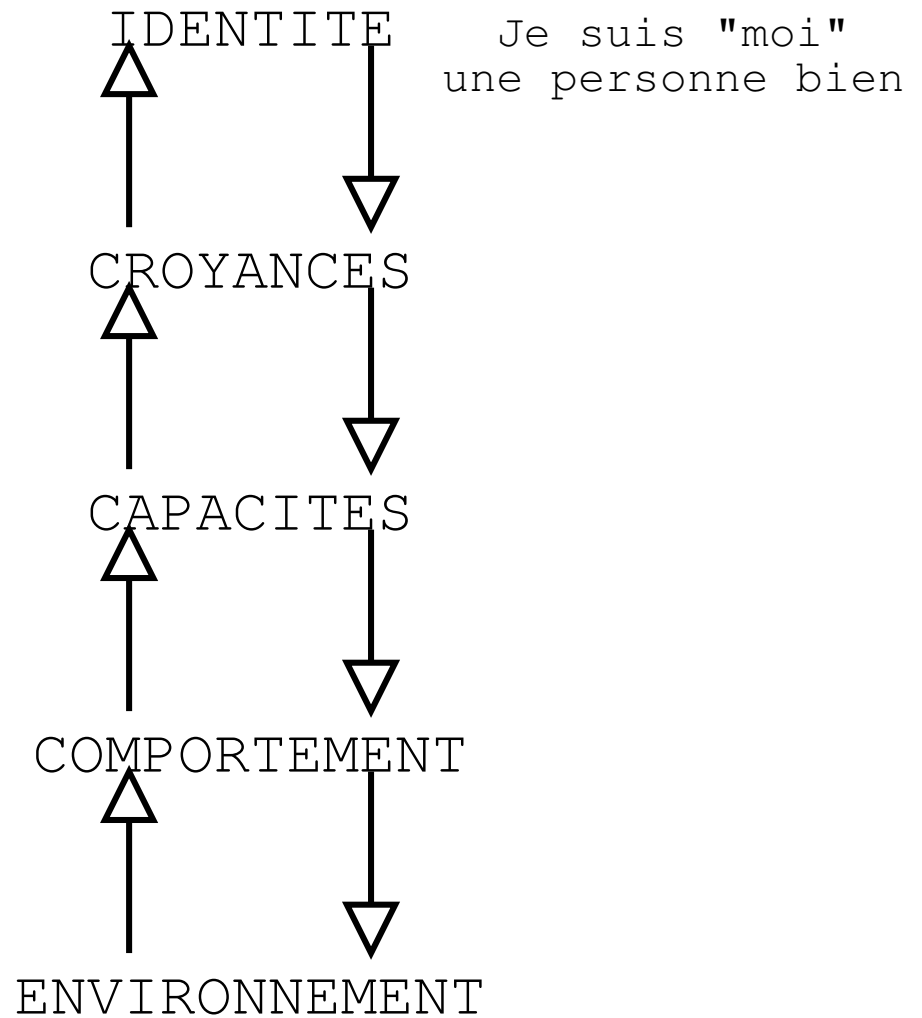 IDENTITE
Je suis "moi"
une personne bien
CROYANCES
CAPACITES
COMPORTEMENT
ENVIRONNEMENT